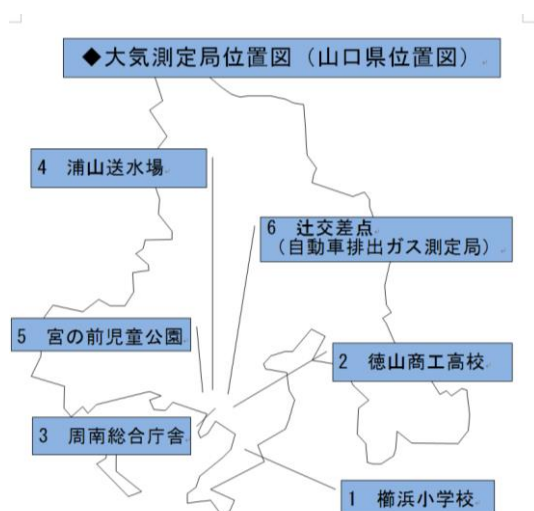 ◆大気測定局位置図（山口県位置図）
4　浦山送水場
6　辻交差点
（自動車排出ガス測定局）
5　宮の前児童公園
2　徳山商工高校
3　周南総合庁舎
1　櫛浜小学校